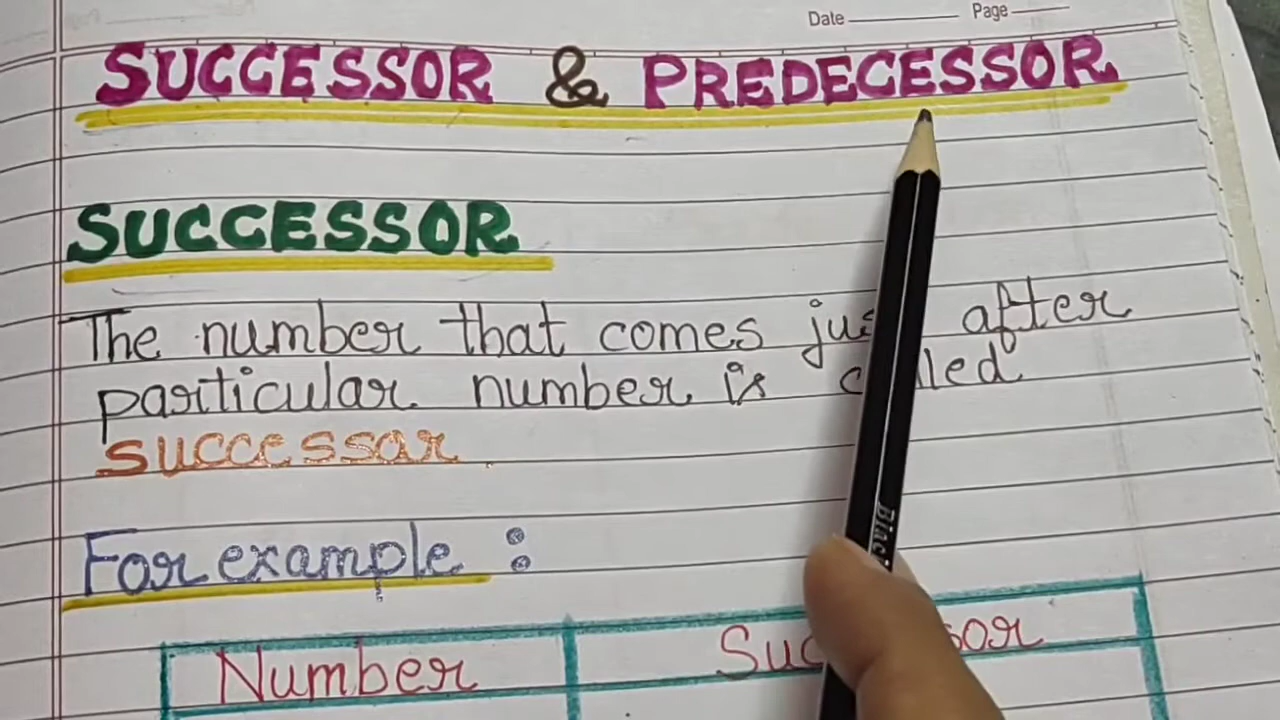 Date Page
SUCCESSOR & PREDECESSOR
SUCCESSOR
The number that comes after
particular number is
successor.
For example :
Number